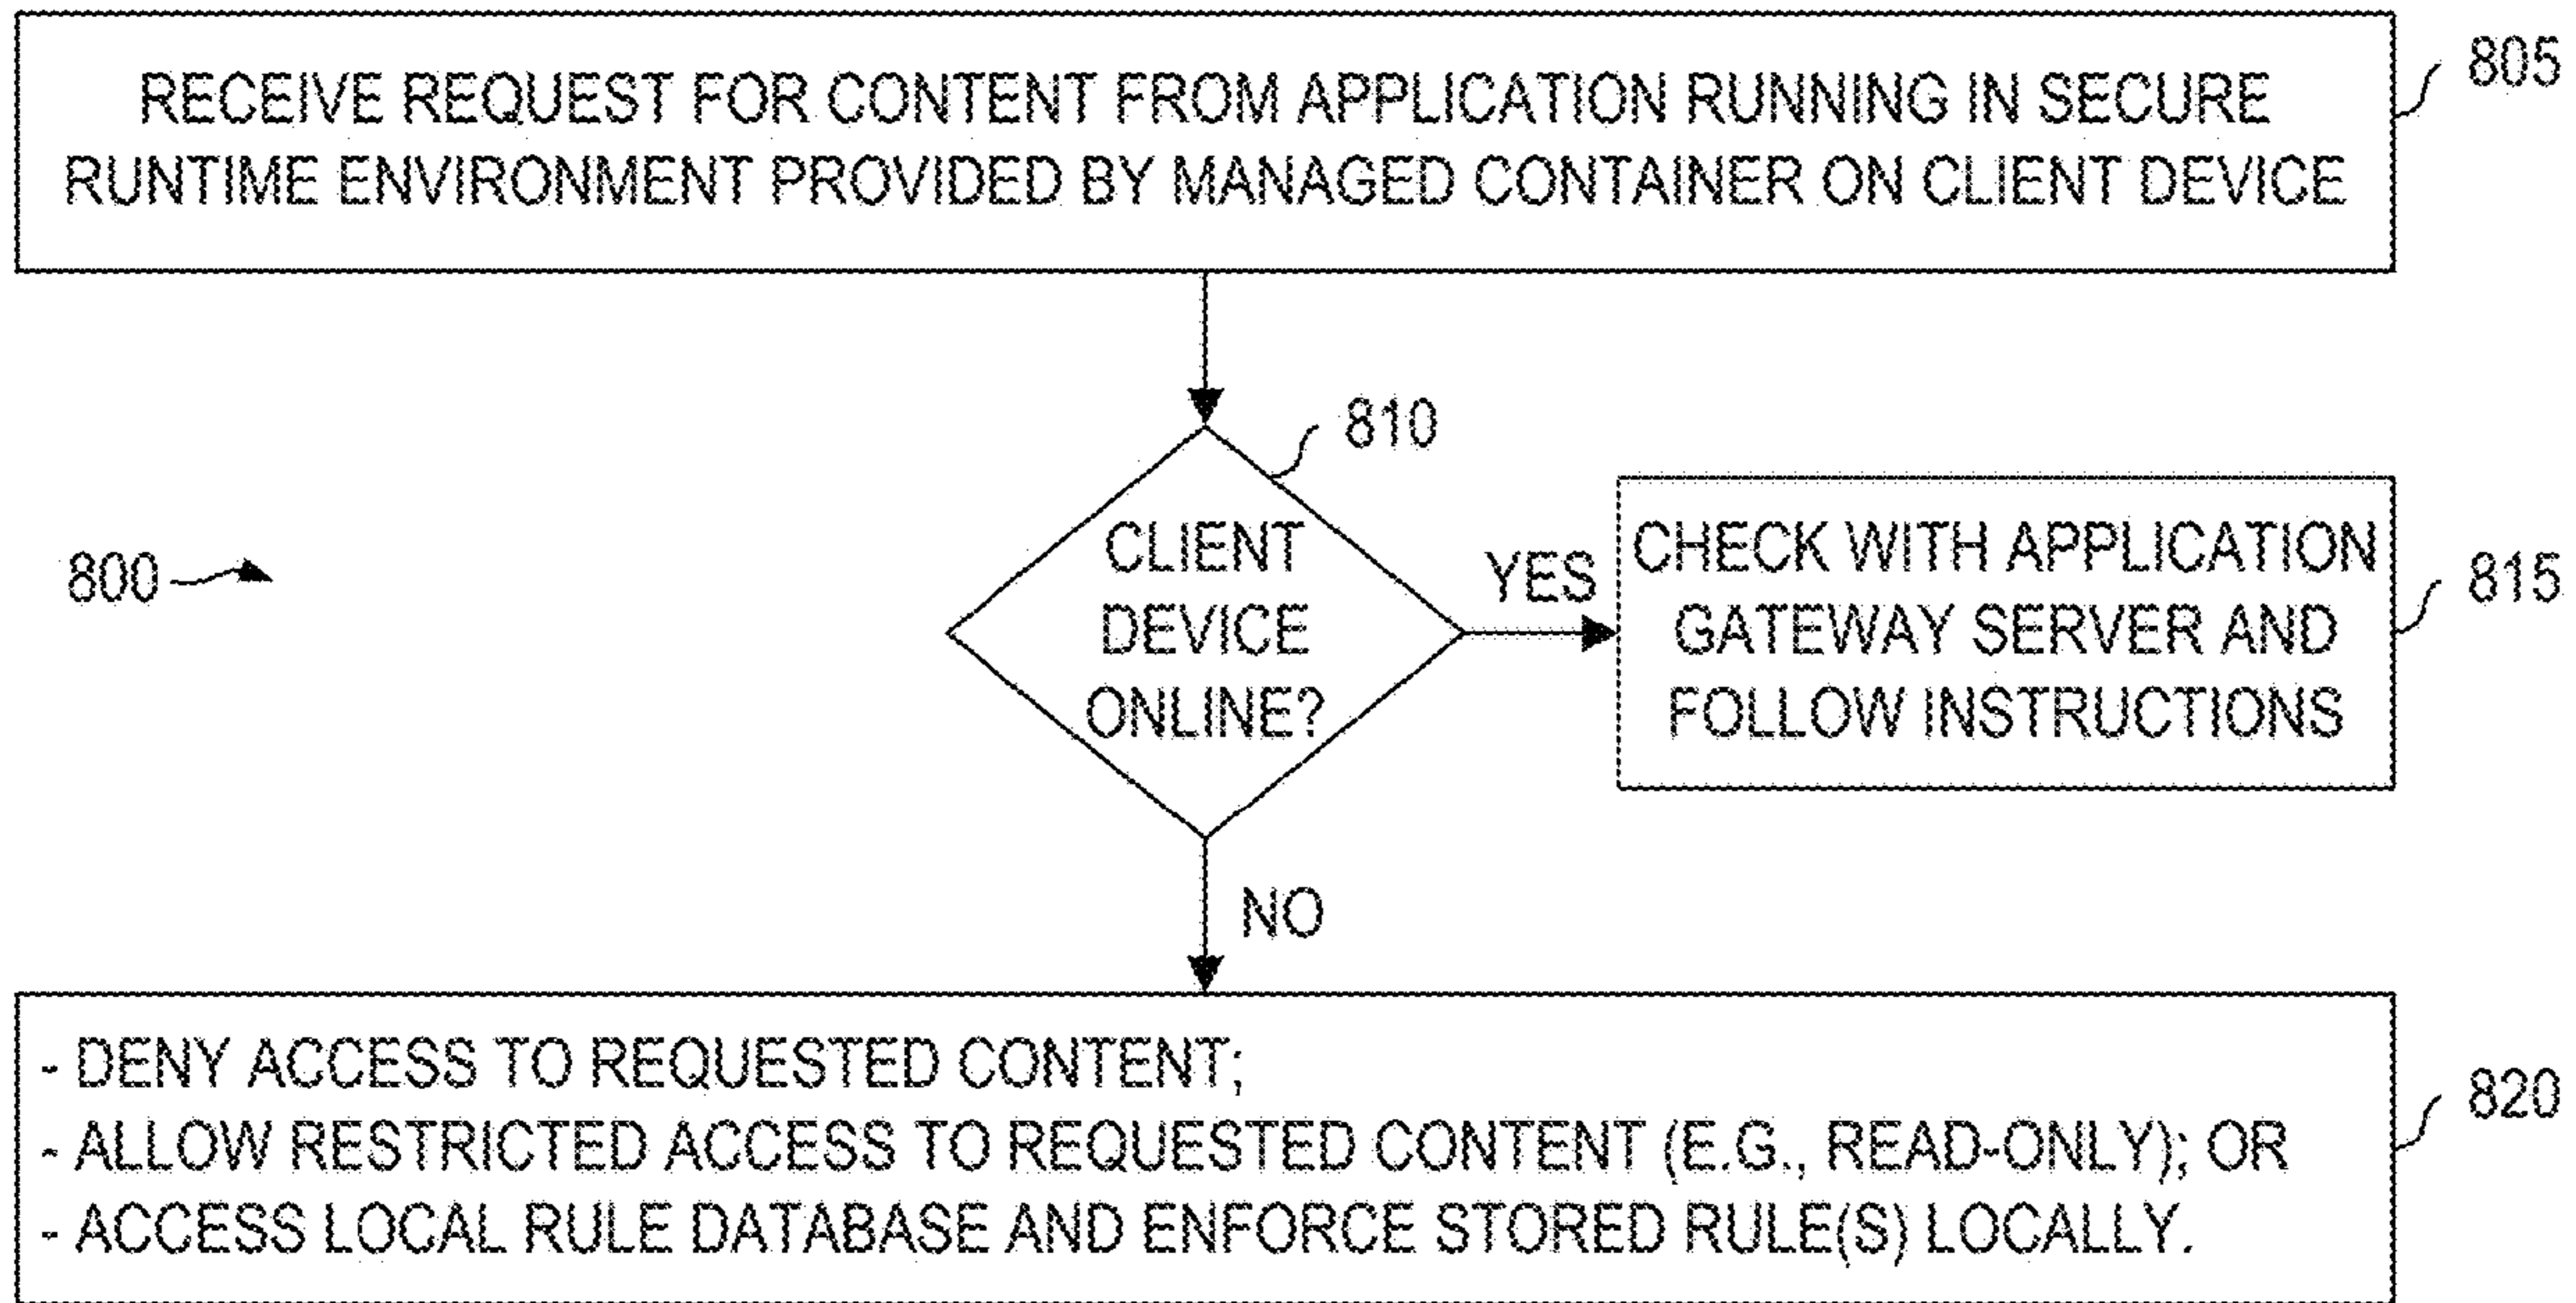 RECEIVE REQUEST FOR CONTENT FROM APPLICATION RUNNING IN SECURE
RUNTIME ENVIRONMENT PROVIDED BY MANAGED CONTAINER ON CLIENT DEVICE
805
810
CLIENT
DEVICE
ONLINE?
YES
CHECK WITH APPLICATION
GATEWAY SERVER AND
FOLLOW INSTRUCTIONS
815
800
NO
- DENY ACCESS TO REQUESTED CONTENT;
- ALLOW RESTRICTED ACCESS TO REQUESTED CONTENT (E.G., READ-ONLY); OR
- ACCESS LOCAL RULE DATABASE AND ENFORCE STORED RULE(S) LOCALLY.
820